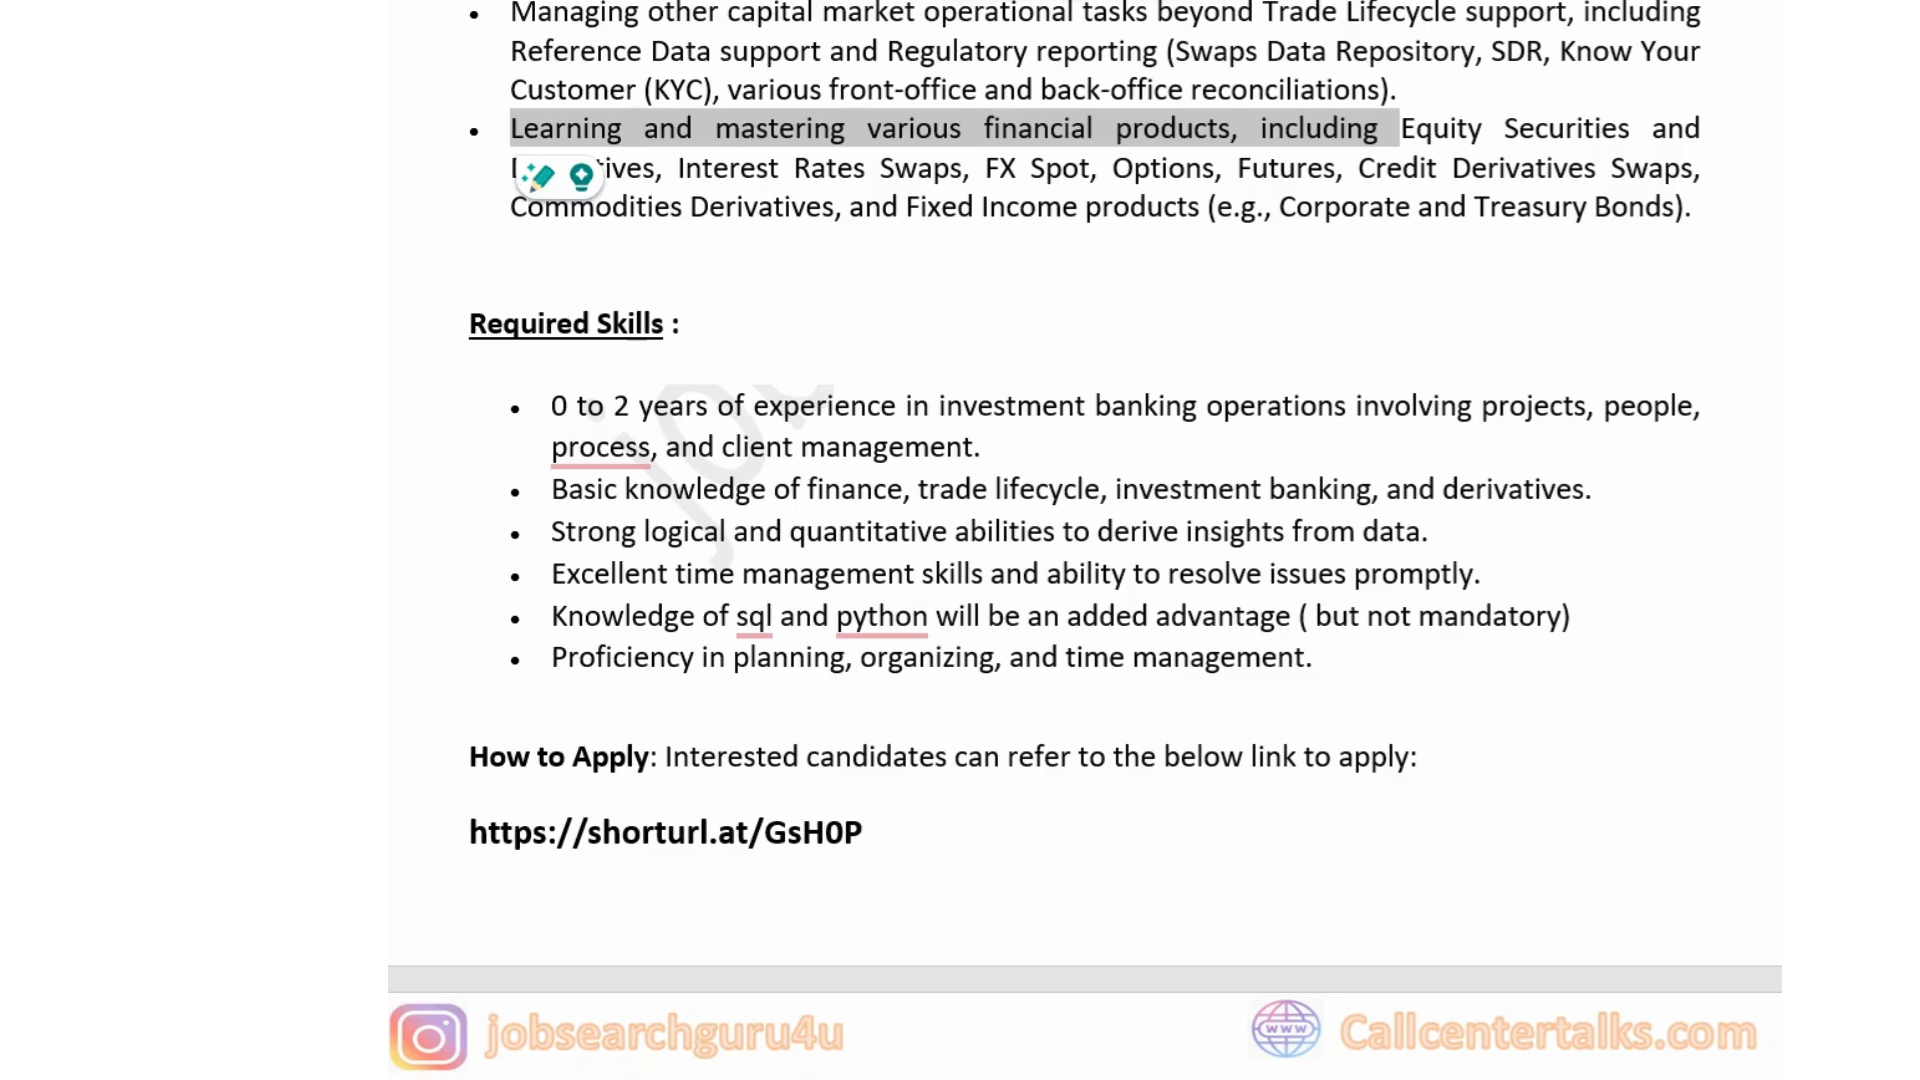 Managing other capital market operational tasks beyond Trade Lifecycle support, including
Reference Data support and Regulatory reporting (Swaps Data Repository, SDR, Know Your
Customer (KYC), various front-office and back-office reconciliations).
Learning and mastering various financial products, including Equity Securities and
Interest Rates Swaps, FX Spot, Options, Futures, Credit Derivatives Swaps,
Commodities Derivatives, and Fixed Income products (e.g., Corporate and Treasury Bonds).
Required Skills :
0 to 2 years of experience in investment banking operations involving projects, people,
process, and client management.
Basic knowledge of finance, trade lifecycle, investment banking, and derivatives.
Strong logical and quantitative abilities to derive insights from data.
Excellent time management skills and ability to resolve issues promptly.
Knowledge of sql and python will be an added advantage ( but not mandatory)
Proficiency in planning, organizing, and time management.
How to Apply: Interested candidates can refer to the below link to apply:
https://shorturl.at/GsH0P
jobsearchguru4u
www Callcentertalks.com